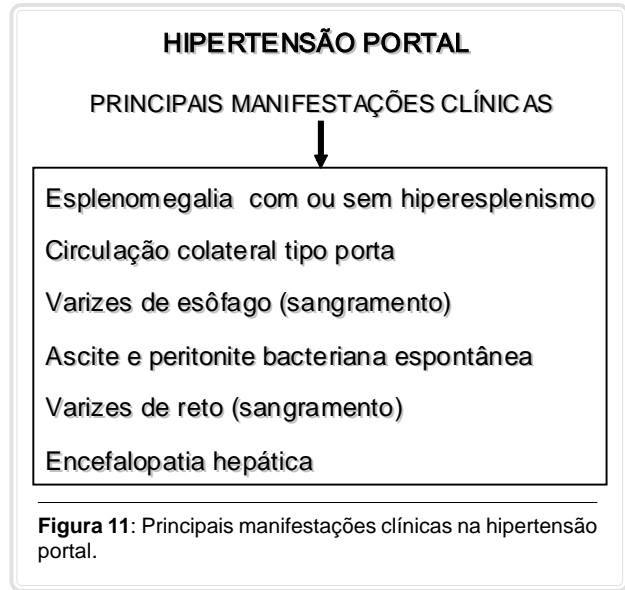 HIPERTENSÃO PORTAL
PRINCIPAIS MANIFESTAÇÕES CLÍNICAS
Esplenomegalia com ou sem hiperesplenismo
Circulação colateral tipo porta
Varizes de esôfago (sangramento)
Ascite e peritonite bacteriana espontânea
Varizes de reto (sangramento)
Encefalopatia hepática
Figura 11: Principais manifestações clínicas na hipertensão
portal.